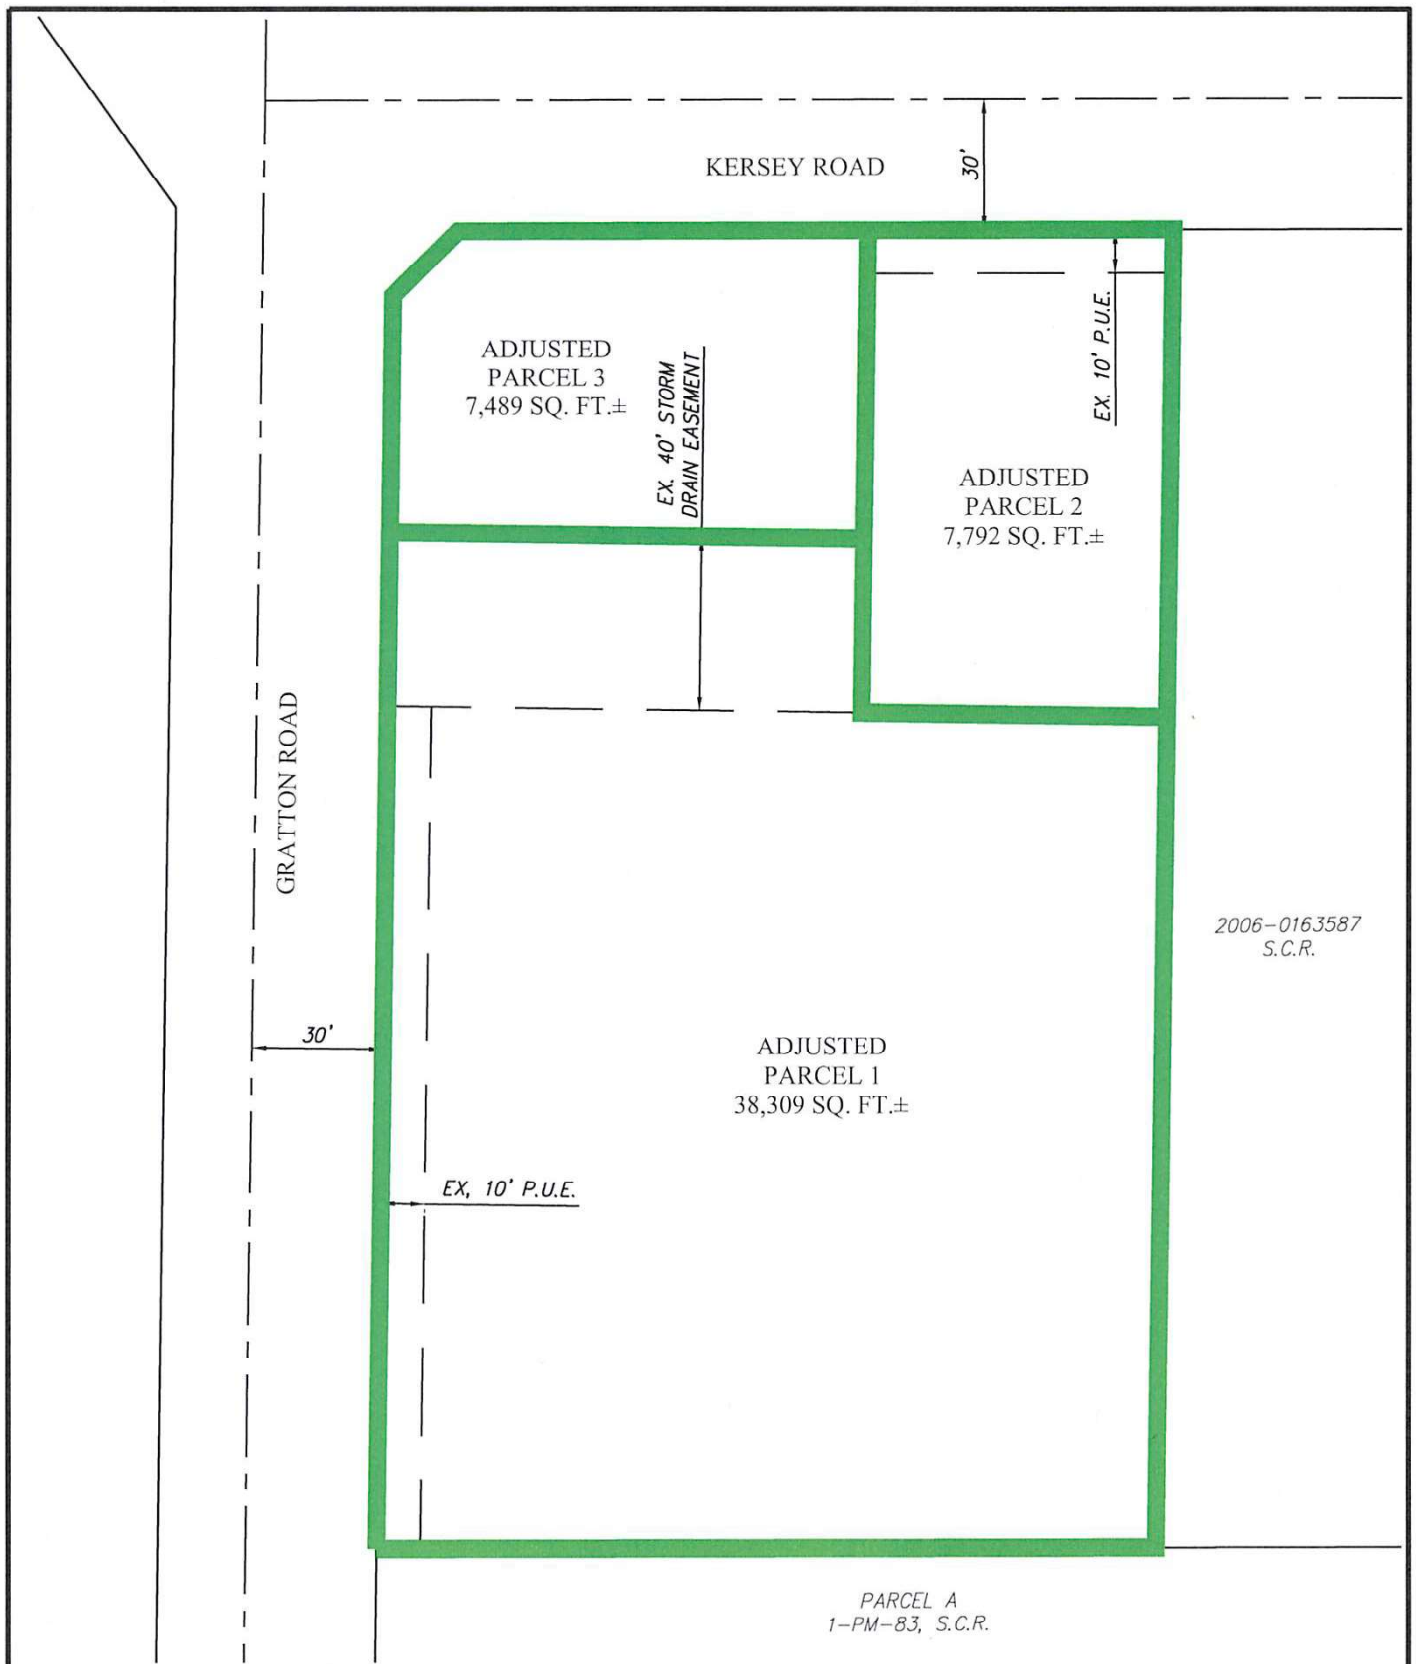 KERSEY ROAD
30'
ADJUSTED
PARCEL 3
7,489 SQ. FT.±
EX. 40' STORM
DRAIN EASEMENT
EX. 10' P.U.E.
ADJUSTED
PARCEL 2
7,792 SQ. FT.±
GRATTON ROAD
2006-0163587
S.C.R.
30'
ADJUSTED
PARCEL 1
38,309 SQ. FT.±
EX, 10' P.U.E.
PARCEL A
1-PM-83, S.C.R.